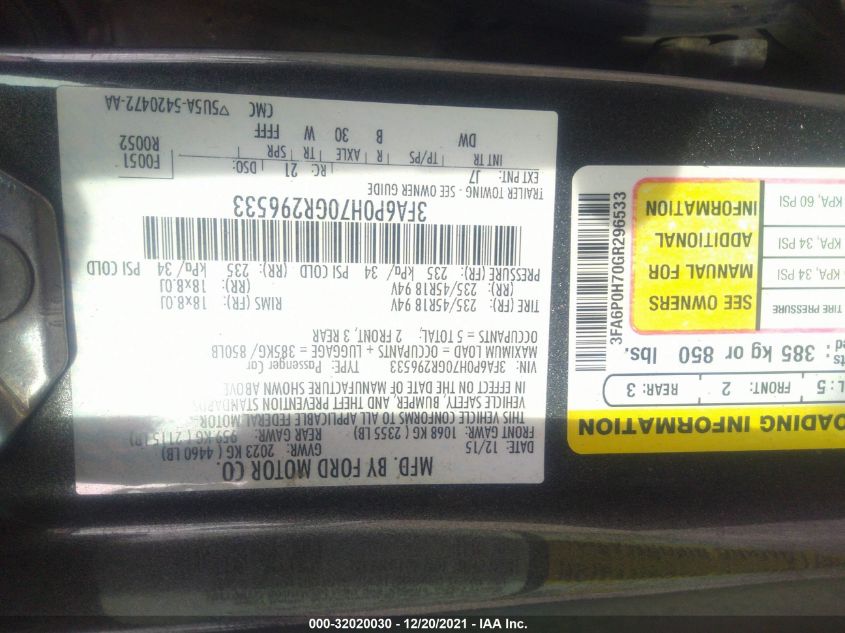 MFD. BY FORD MOTOR CO.
DATE: 12/15 GVWR: 2023 KG ( 4460 LB)
FRONT GAWR: 1068 KG ( 2355 LB) REAR GAWR: 959 KG ( 2115 LB)
THIS VEHICLE CONFORMS TO ALL APPLICABLE FEDERAL MOTOR
VEHICLE SAFETY, BUMPER, AND THEFT PREVENTION STANDARDS
IN EFFECT ON THE DATE OF MANUFACTURE SHOWN ABOVE.
VIN: 3FA6P0H70GR296533 TYPE: Passenger Car
MAXIMUM LOAD = OCCUPANTS + LUGGAGE = 385KG/ 850LB
OCCUPANTS = 5 TOTAL: 2 FRONT, 3 REAR
TIRE (FR): 235/45R18 94V RIMS (FR): 18x8.0J
(RR): 235/45R18 94V (RR): 18x8.0J
PRESSURE (FR): 235 kPa/ 34 PSI COLD (RR): 235 kPa/ 34 PSI COLD
3FA6P0H70GR296533
TRAILER TOWING - SEE OWNER GUIDE
EXT PNT: J7 RC: 21 DSO: F0051
R0052
INT TR TP/PS R AXLE TR SPR
DW B 30 W FFFF
CMC ▽5U5A-5420472-AA
LOADING INFORMATION
L : 5 FRONT: 2 REAR: 3
: 385 kg or 850 lbs.
TIRE PRESSURE
KPA, 34 PSI
KPA, 34 PSI
KPA, 60 PSI
SEE OWNERS
MANUAL FOR
ADDITIONAL
INFORMATION
3FA6P0H70GR296533
000-32020030 - 12/20/2021 - IAA Inc.